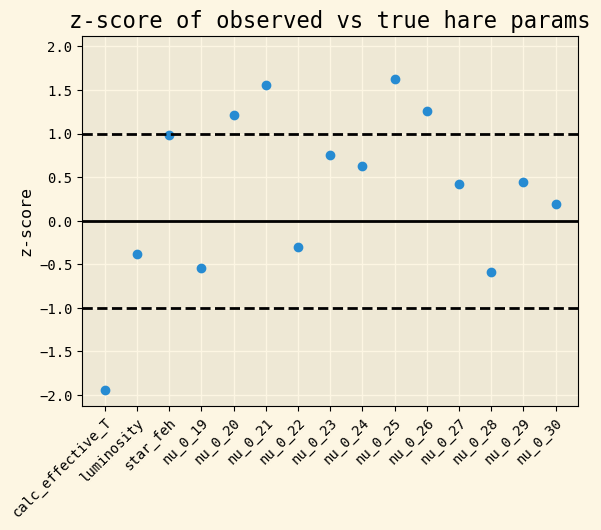 z-score of observed vs true hare params
2.0
1.5
1.0
0.5
0.0
−0.5
−1.0
−1.5
−2.0
z-score
calc_effective_T
luminosity
star_feh
nu_0_19
nu_0_20
nu_0_21
nu_0_22
nu_0_23
nu_0_24
nu_0_25
nu_0_26
nu_0_27
nu_0_28
nu_0_29
nu_0_30